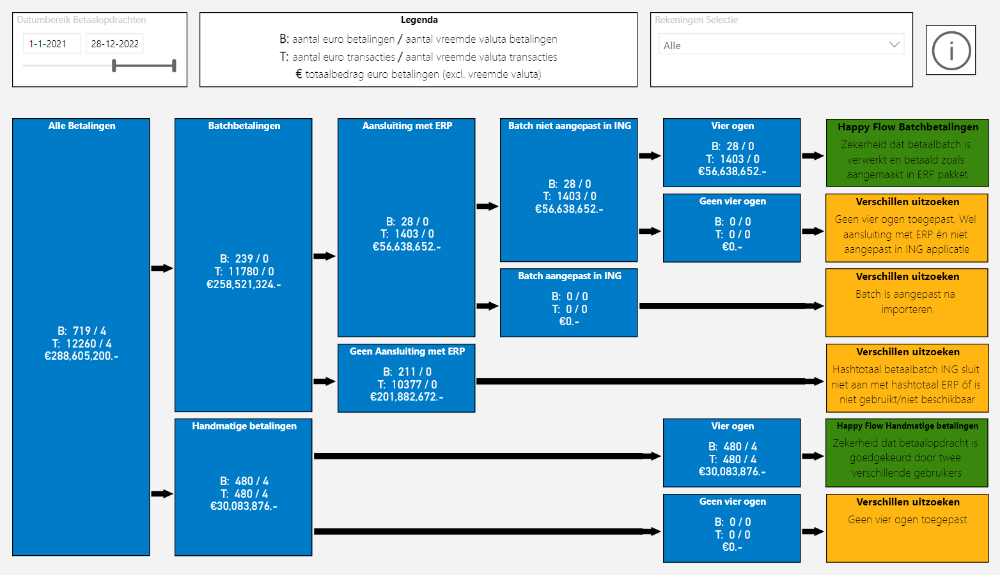 Datumbereik Betaalopdrachten
1-1-2021
28-12-2022
Legenda
B: aantal euro betalingen / aantal vreemde valuta betalingen
T: aantal euro transacties / aantal vreemde valuta transacties
€ totaalbedrag euro betalingen (excl. vreemde valuta)
Rekeningen Selectie
Alle
i
Alle Betalingen
B: 719 / 4
T: 12260 / 4
€288,605,200.-
Batchbetalingen
B: 239 / 0
T: 11780 / 0
€258,521,324.-
Aansluiting met ERP
B: 28 / 0
T: 1403 / 0
€56,638,652.-
Batch niet aangepast in ING
B: 28 / 0
T: 1403 / 0
€56,638,652.-
Vier ogen
B: 28 / 0
T: 1403 / 0
€56,638,652.-
Happy Flow Batchbetalingen
Zekerheid dat betaalbatch is
verwerkt en betaald zoals
aangemaakt in ERP pakket
Geen vier ogen
B: 0 / 0
T: 0 / 0
€0.-
Verschillen uitzoeken
Geen vier ogen toegepast. Wel
aansluiting met ERP én niet
aangepast in ING applicatie
Batch aangepast in ING
B: 0 / 0
T: 0 / 0
€0.-
Verschillen uitzoeken
Batch is aangepast na
importeren
Geen Aansluiting met ERP
B: 211 / 0
T: 10377 / 0
€201,882,672.-
Verschillen uitzoeken
Hashtotaal betaalbatch ING sluit
niet aan met hashtotaal ERP óf is
niet gebruikt/niet beschikbaar
Handmatige betalingen
B: 480 / 4
T: 480 / 4
€30,083,876.-
Vier ogen
B: 480 / 4
T: 480 / 4
€30,083,876.-
Happy Flow Handmatige betalingen
Zekerheid dat betaalopdracht is
goedgekeurd door twee
verschillende gebruikers
Geen vier ogen
B: 0 / 0
T: 0 / 0
€0.-
Verschillen uitzoeken
Geen vier ogen toegepast